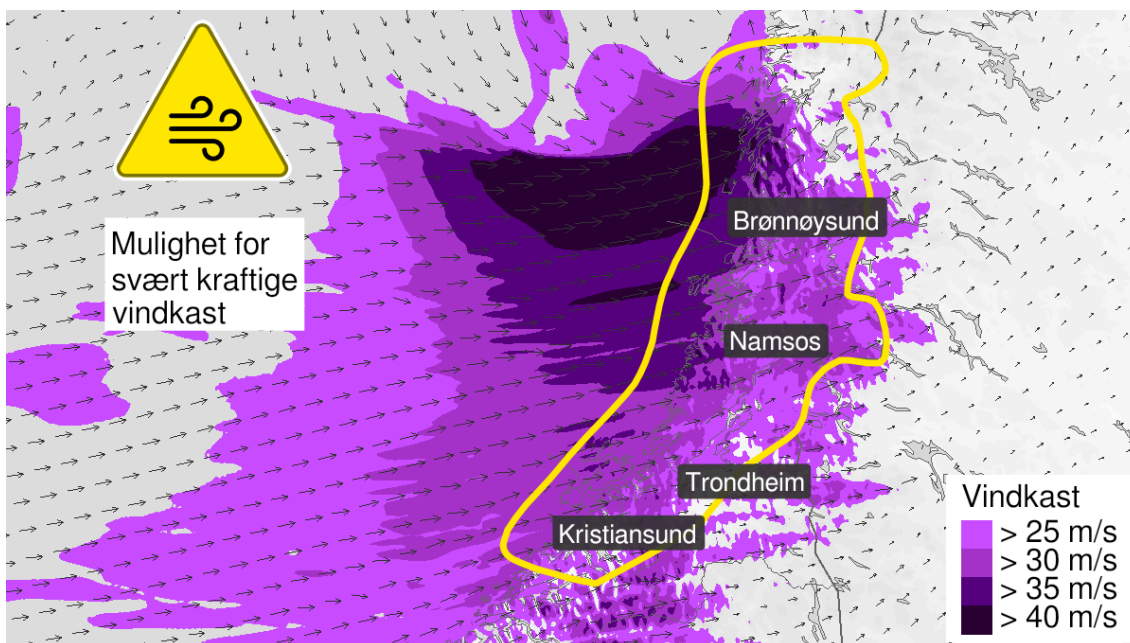 Mulighet for
svært kraftige
vindkast
Brønnøysund
Namsos
Trondheim
Kristiansund
Vindkast
> 25 m/s
> 30 m/s
> 35 m/s
> 40 m/s